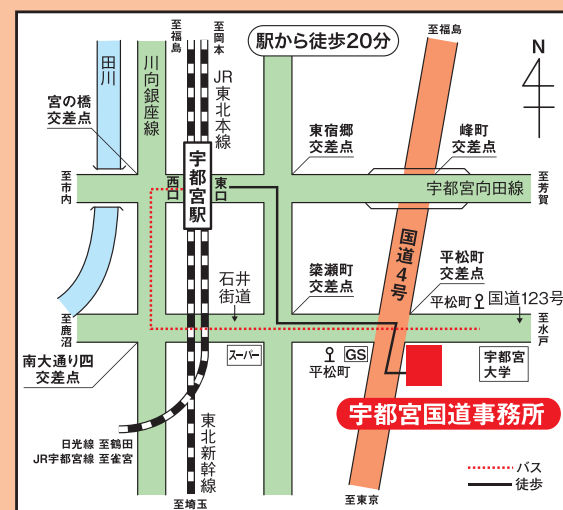 至福島
至岡本
駅から徒歩20分
至福島
N
田川
川向銀座線
JR東北本線
宮の橋
交差点
東宿郷
交差点
峰町
交差点
至市内
西口
宇都宮駅
東口
宇都宮向田線
至芳賀
国道4号
石井
街道
簗瀬町
交差点
平松町
交差点
平松町
国道123号
至鹿沼
至水戸
南大通り四
交差点
スーパー
平松町
GS
宇都宮
大学
宇都宮国道事務所
日光線 至鶴田
JR宇都宮線 至雀宮
東北新幹線
バス
徒歩
至埼玉
至東京